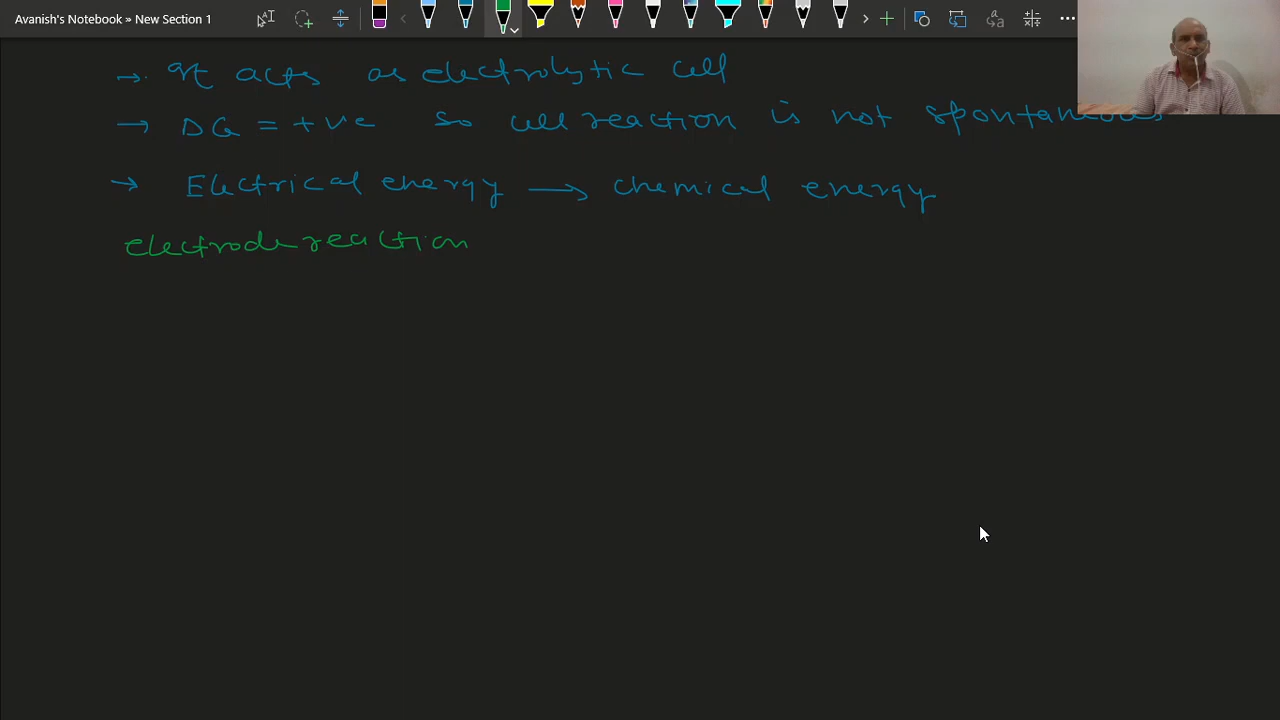 Avanish's Notebook » New Section 1
→ It acts as electrolytic cell
→ DG = +ve so cell reaction is not spontaneous
→ Electrical energy → chemical energy
electrode reaction